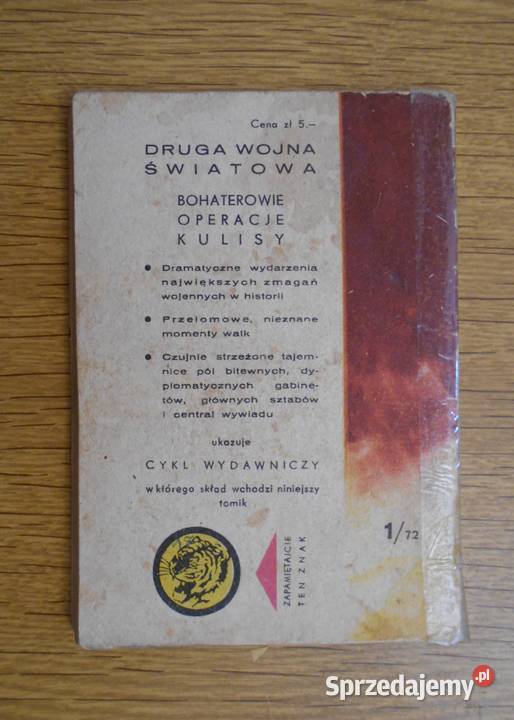 Cena zł 5.—
DRUGA WOJNA
ŚWIATOWA
BOHATEROWIE
OPERACJE
KULISY
● Dramatyczne wydarzenia
największych zmagań
wojennych w historii
● Przełomowe, nieznane
momenty walk
● Czujnie strzeżone tajem-
nice pól bitewnych, dy-
plomatycznych gabine-
tów, głównych sztabów
i central wywiadu
ukazuje
CYKL WYDAWNICZY
w którego skład wchodzi niniejszy
tomik
1/72
ZAPAMIĘTAJCIE
TEN ZNAK
Sprzedajemy.pl